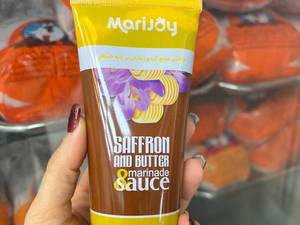 MariJoy
SAFFRON
AND BUTTER
& marinade
sauce